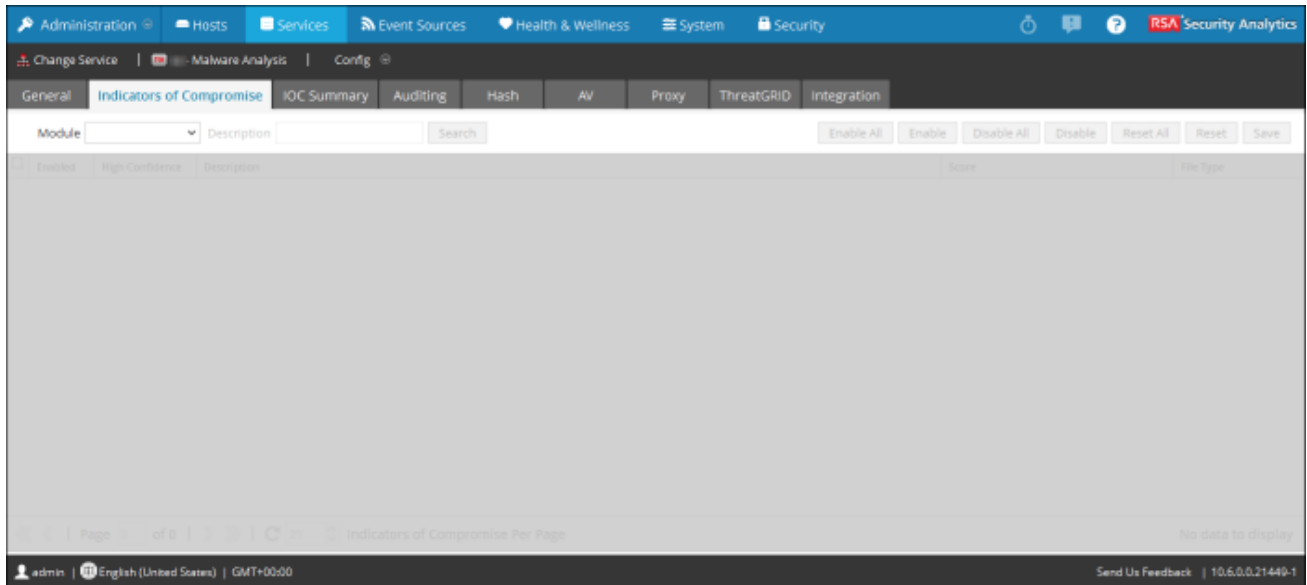 Administration Hosts Services Event Sources Health & Wellness System Security RSA Security Analytics
Change Service | - Malware Analysis | Config
General Indicators of Compromise IOC Summary Auditing Hash AV Proxy ThreatGRID Integration
Module Description Search Enable All Enable Disable All Disable Reset All Reset Save
Enabled High Confidence Description Score File Type
Page of 0 | Indicators of Compromise Per Page No data to display
admin | English (United States) | GMT+00:00 Send Us Feedback | 10.6.0.0.21449-1